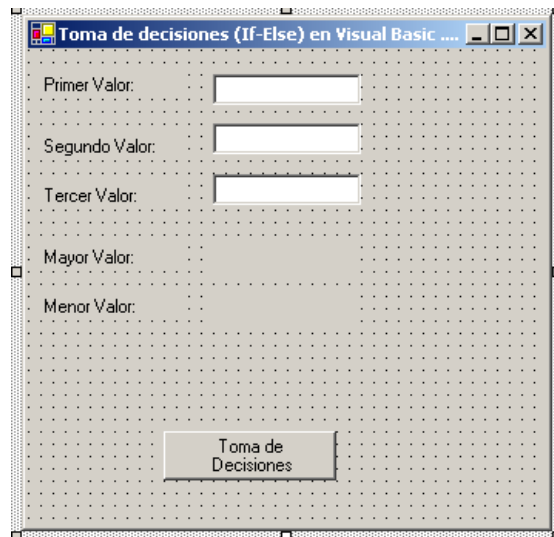 Toma de decisiones (If-Else) en Visual Basic ....
Primer Valor:
Segundo Valor:
Tercer Valor:
Mayor Valor:
Menor Valor:
Toma de
Decisiones